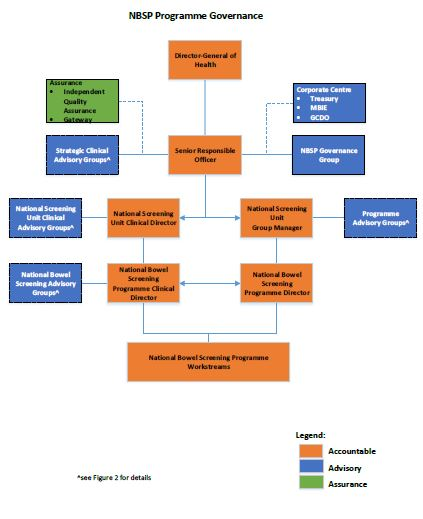 NBSP Programme Governance
Director-General of
Health
Assurance
• Independent
Quality
Assurance
• Gateway
Corporate Centre
• Treasury
• MBIE
• GCDO
Strategic Clinical
Advisory Groups^
Senior Responsible
Officer
NBSP Governance
Group
National Screening
Unit Clinical
Advisory Groups^
National Screening
Unit Clinical Director
National Screening
Unit
Group Manager
Programme
Advisory Groups^
National Bowel
Screening Advisory
Groups^
National Bowel
Screening
Programme Clinical
Director
National Bowel
Screening
Programme Director
National Bowel Screening Programme
Workstreams
Legend:
Accountable
Advisory
Assurance
^see Figure 2 for details